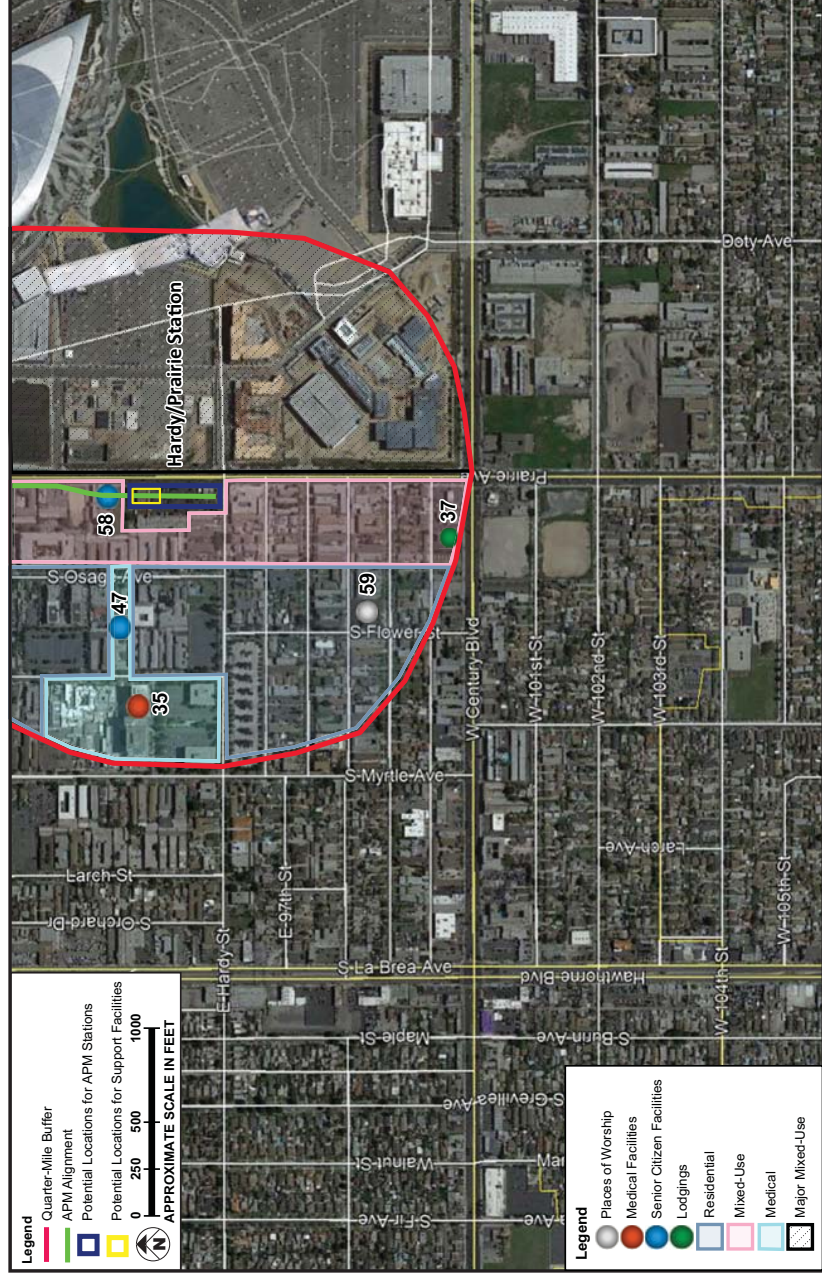 Hardy/Prairie Station
58
47
35
59
37
S Osage Ave
S Flower St
S Myrtle Ave
Larch St
S Orchard Dr
E Hardy St
E 97th St
S La Brea Ave
Hawthorne Blvd
Maple St
S Burin Ave
S Grevillea Ave
Walnut St
Mar
S Fir Ave
Ave
Prairie Ave
Doty Ave
W Century Blvd
W 101st St
W 102nd St
W 103rd St
W 104th St
W 105th St
Larch Ave
Legend
Quarter-Mile Buffer
APM Alignment
Potential Locations for APM Stations
Potential Locations for Support Facilities
N
0 250 500 1000
APPROXIMATE SCALE IN FEET
Legend
Places of Worship
Medical Facilities
Senior Citizen Facilities
Lodgings
Residential
Mixed-Use
Medical
Major Mixed-Use